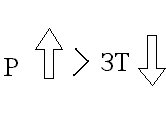 P ⇧ > 3T ⇩